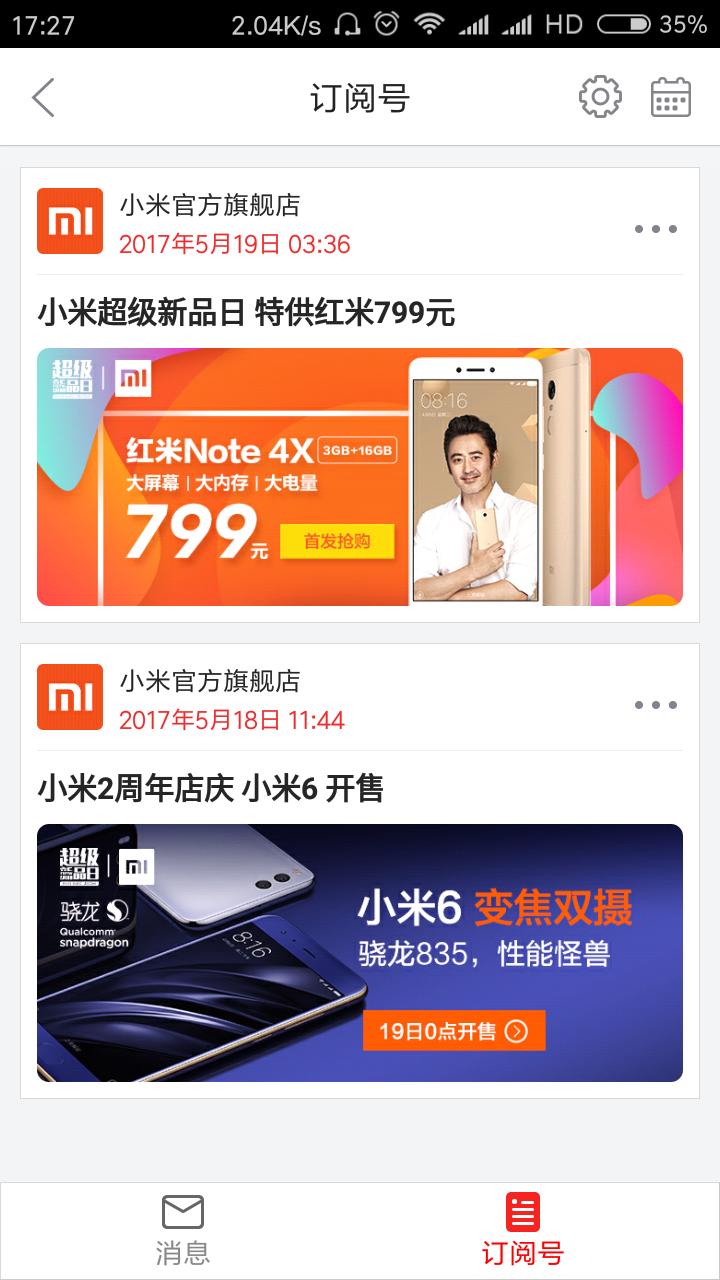 17:27
2.04K/s
HD
35%
订阅号
mi
小米官方旗舰店
2017年5月19日 03:36
小米超级新品日 特供红米799元
超级
新品日
mi
红米Note 4X 3GB+16GB
大屏幕 | 大内存 | 大电量
799元
首发抢购
08:16
mi
小米官方旗舰店
2017年5月18日 11:44
小米2周年店庆 小米6 开售
超级
新品日
mi
骁龙
Qualcomm
snapdragon
8:16
小米6 变焦双摄
骁龙835，性能怪兽
19日0点开售
消息
订阅号